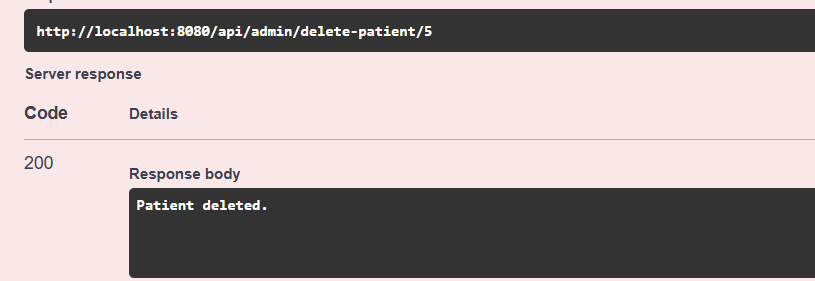 http://localhost:8080/api/admin/delete-patient/5
Server response
Code Details
200
Response body
Patient deleted.